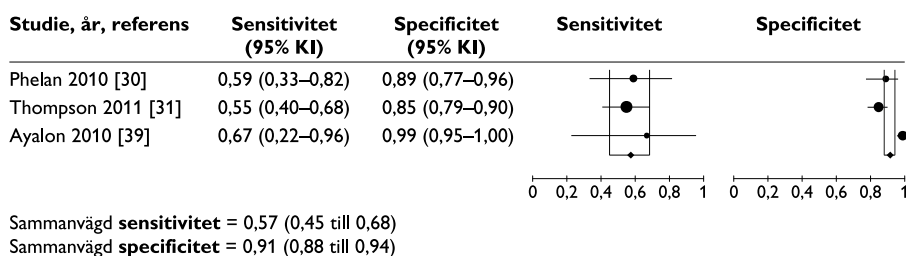 Studie, år, referens Sensitivitet Specificitet Sensitivitet Specificitet
(95% KI) (95% KI)
Phelan 2010 [30] 0,59 (0,33–0,82) 0,89 (0,77–0,96)
Thompson 2011 [31] 0,55 (0,40–0,68) 0,85 (0,79–0,90)
Ayalon 2010 [39] 0,67 (0,22–0,96) 0,99 (0,95–1,00)
0 0,2 0,4 0,6 0,8 1 0 0,2 0,4 0,6 0,8 1
Sammanvägd sensitivitet = 0,57 (0,45 till 0,68)
Sammanvägd specificitet = 0,91 (0,88 till 0,94)